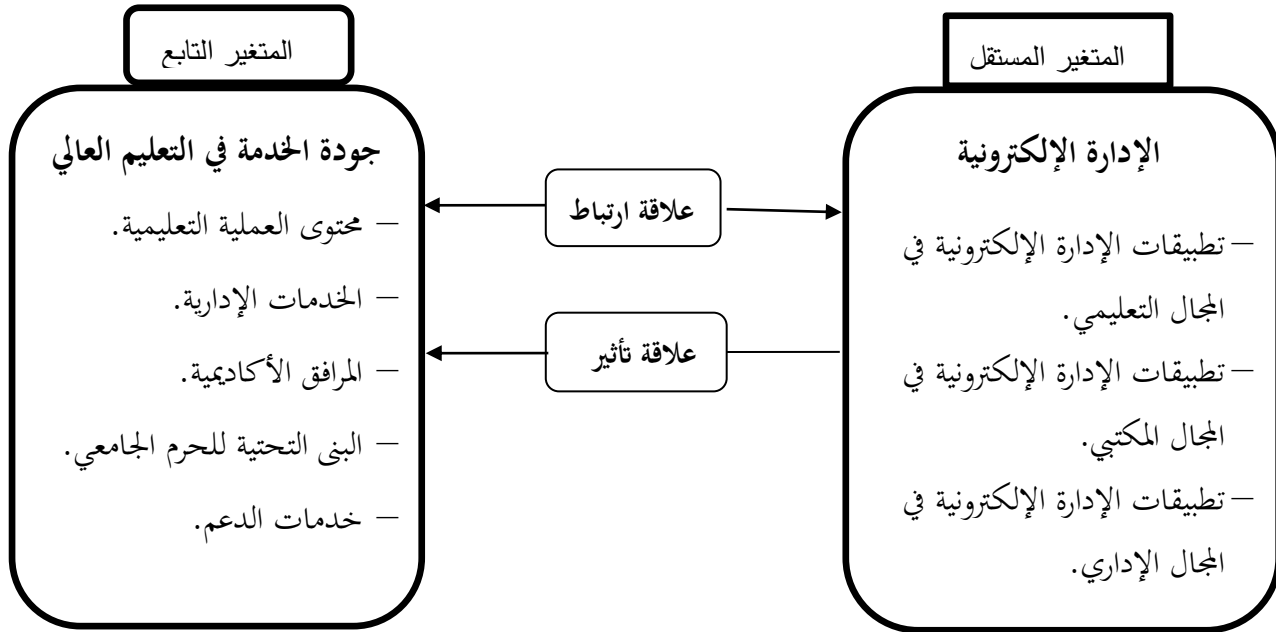 المتغير المستقل
الإدارة الإلكترونية
– تطبيقات الإدارة الإلكترونية في
المجال التعليمي.
– تطبيقات الإدارة الإلكترونية في
المجال المكتبي.
– تطبيقات الإدارة الإلكترونية في
المجال الإداري.
علاقة ارتباط
علاقة تأثير
المتغير التابع
جودة الخدمة في التعليم العالي
– محتوى العملية التعليمية.
– الخدمات الإدارية.
– المرافق الأكاديمية.
– البنى التحتية للحرم الجامعي.
– خدمات الدعم.